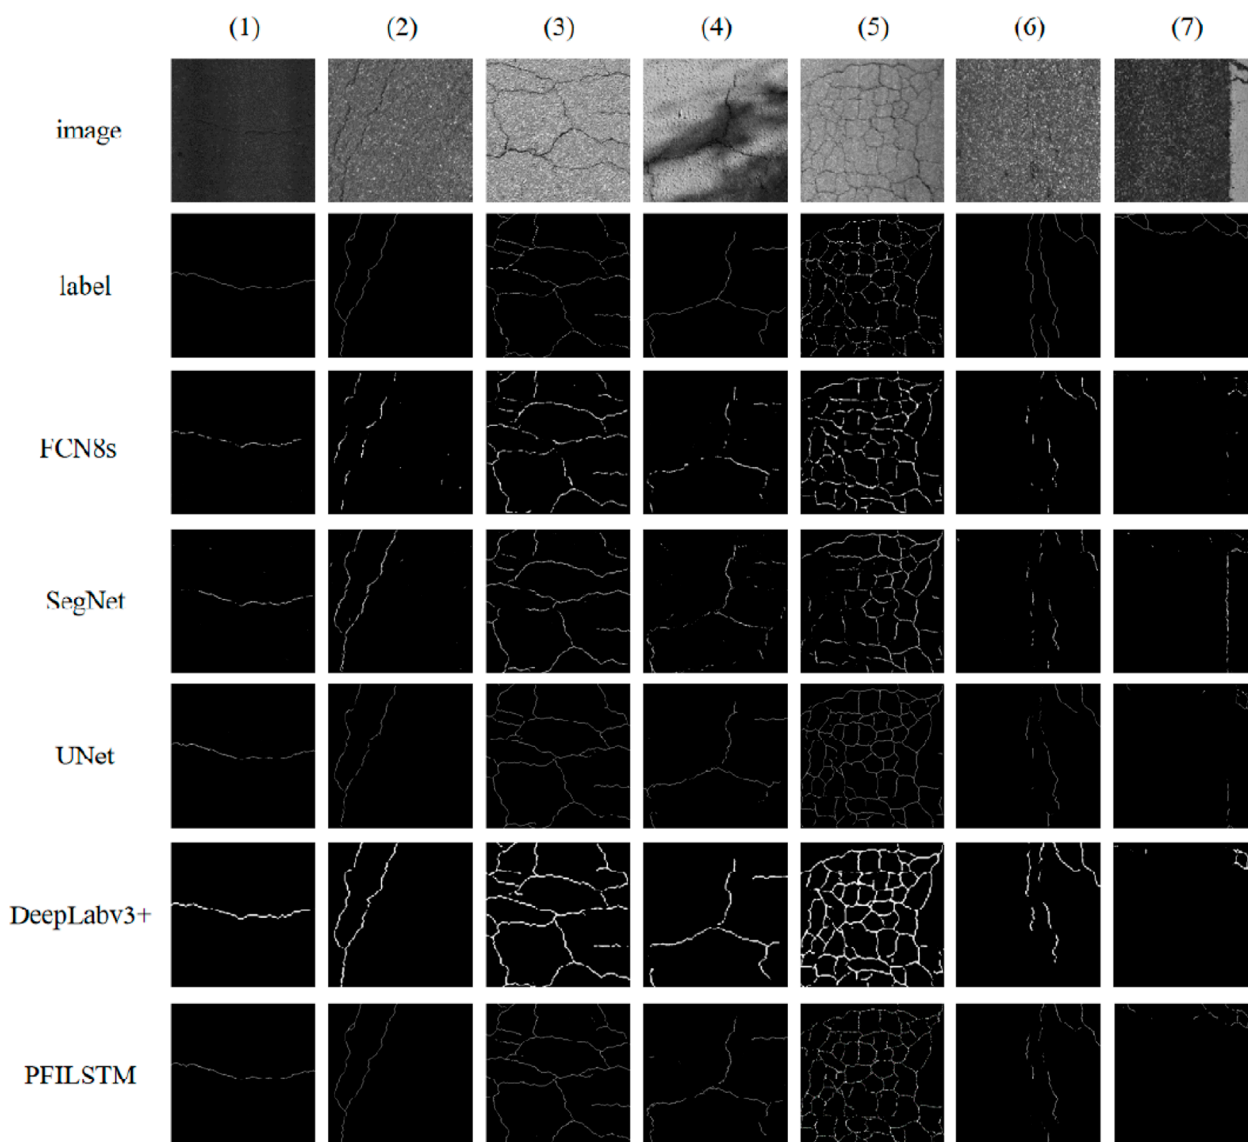 (1) (2) (3) (4) (5) (6) (7)
image
label
FCN8s
SegNet
UNet
DeepLabv3+
PFILSTM